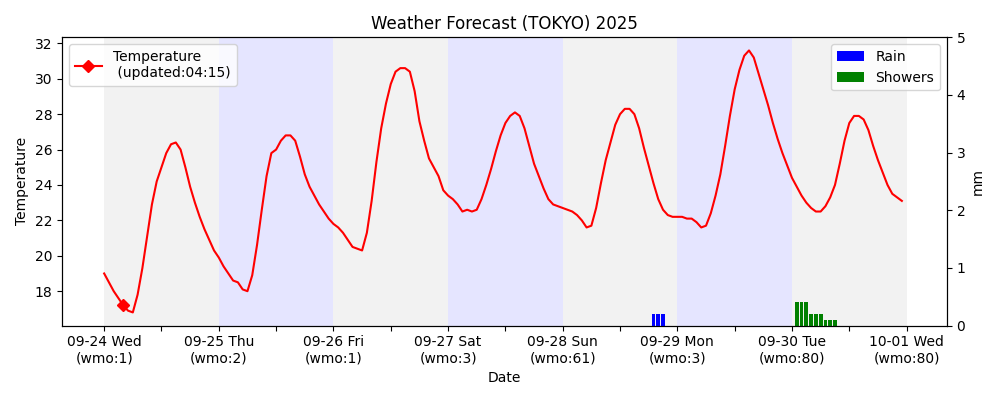 Weather Forecast (TOKYO) 2025
Temperature
(updated:04:15)
Rain
Showers
Temperature
32
30
28
26
24
22
20
18
5
4
3
2
1
0
mm
09-24 Wed
(wmo:1)
09-25 Thu
(wmo:2)
09-26 Fri
(wmo:1)
09-27 Sat
(wmo:3)
09-28 Sun
(wmo:61)
09-29 Mon
(wmo:3)
09-30 Tue
(wmo:80)
10-01 Wed
(wmo:80)
Date